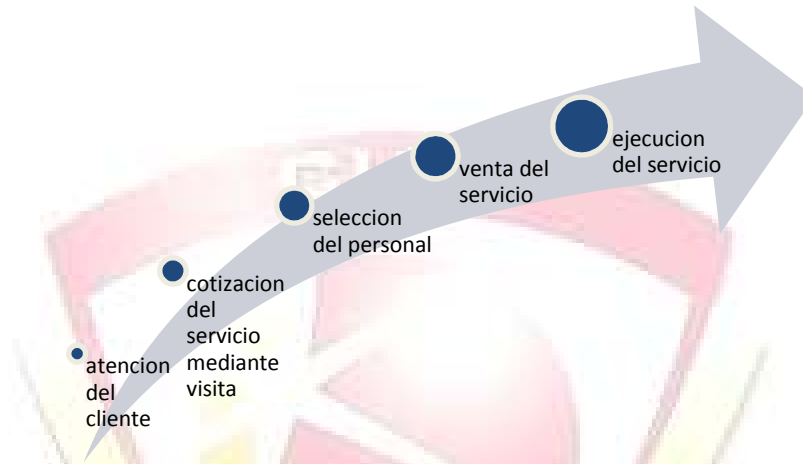 atencion
del
cliente
cotizacion
del
servicio
mediante
visita
seleccion
del personal
venta del
servicio
ejecucion
del servicio